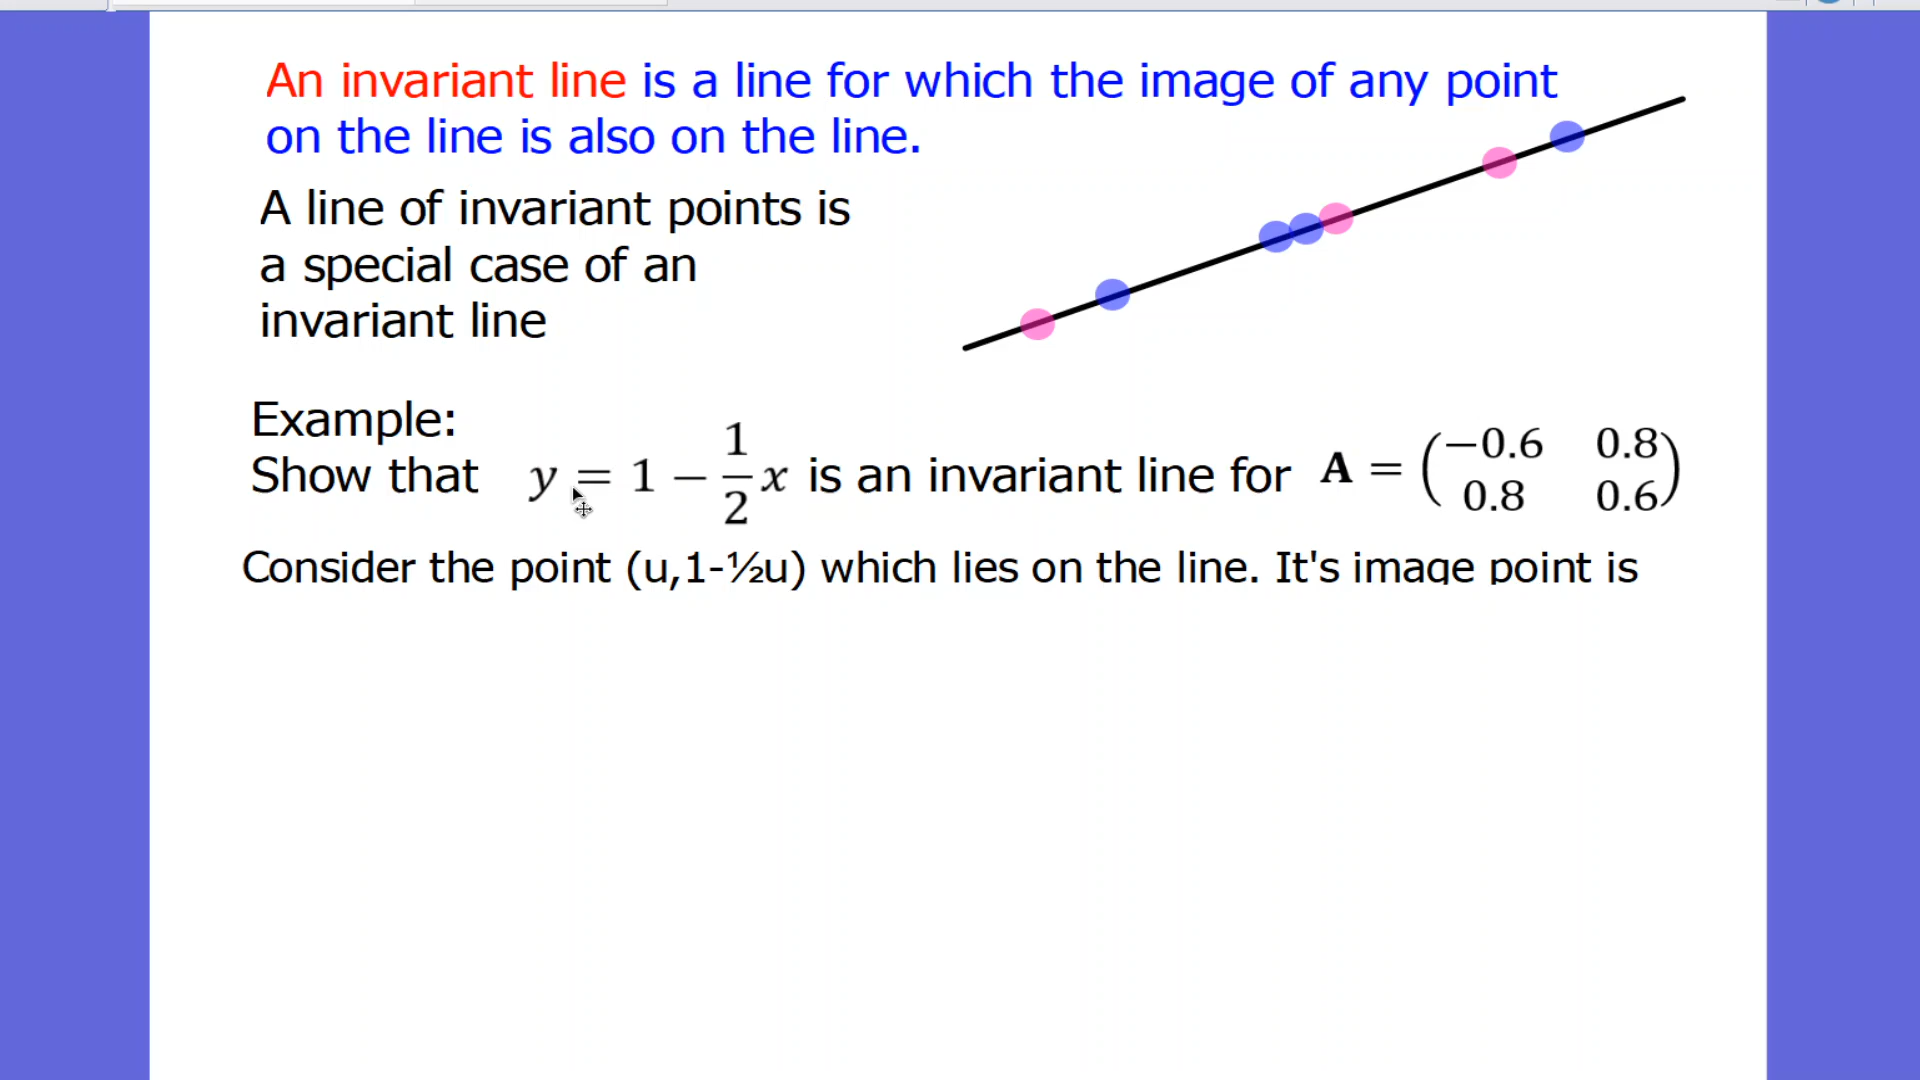 An invariant line is a line for which the image of any point
on the line is also on the line.
A line of invariant points is
a special case of an
invariant line
Example:
Show that y = 1 − 1/2 x is an invariant line for A = (−0.6 0.8
0.8 0.6)
Consider the point (u,1-½u) which lies on the line. It's image point is